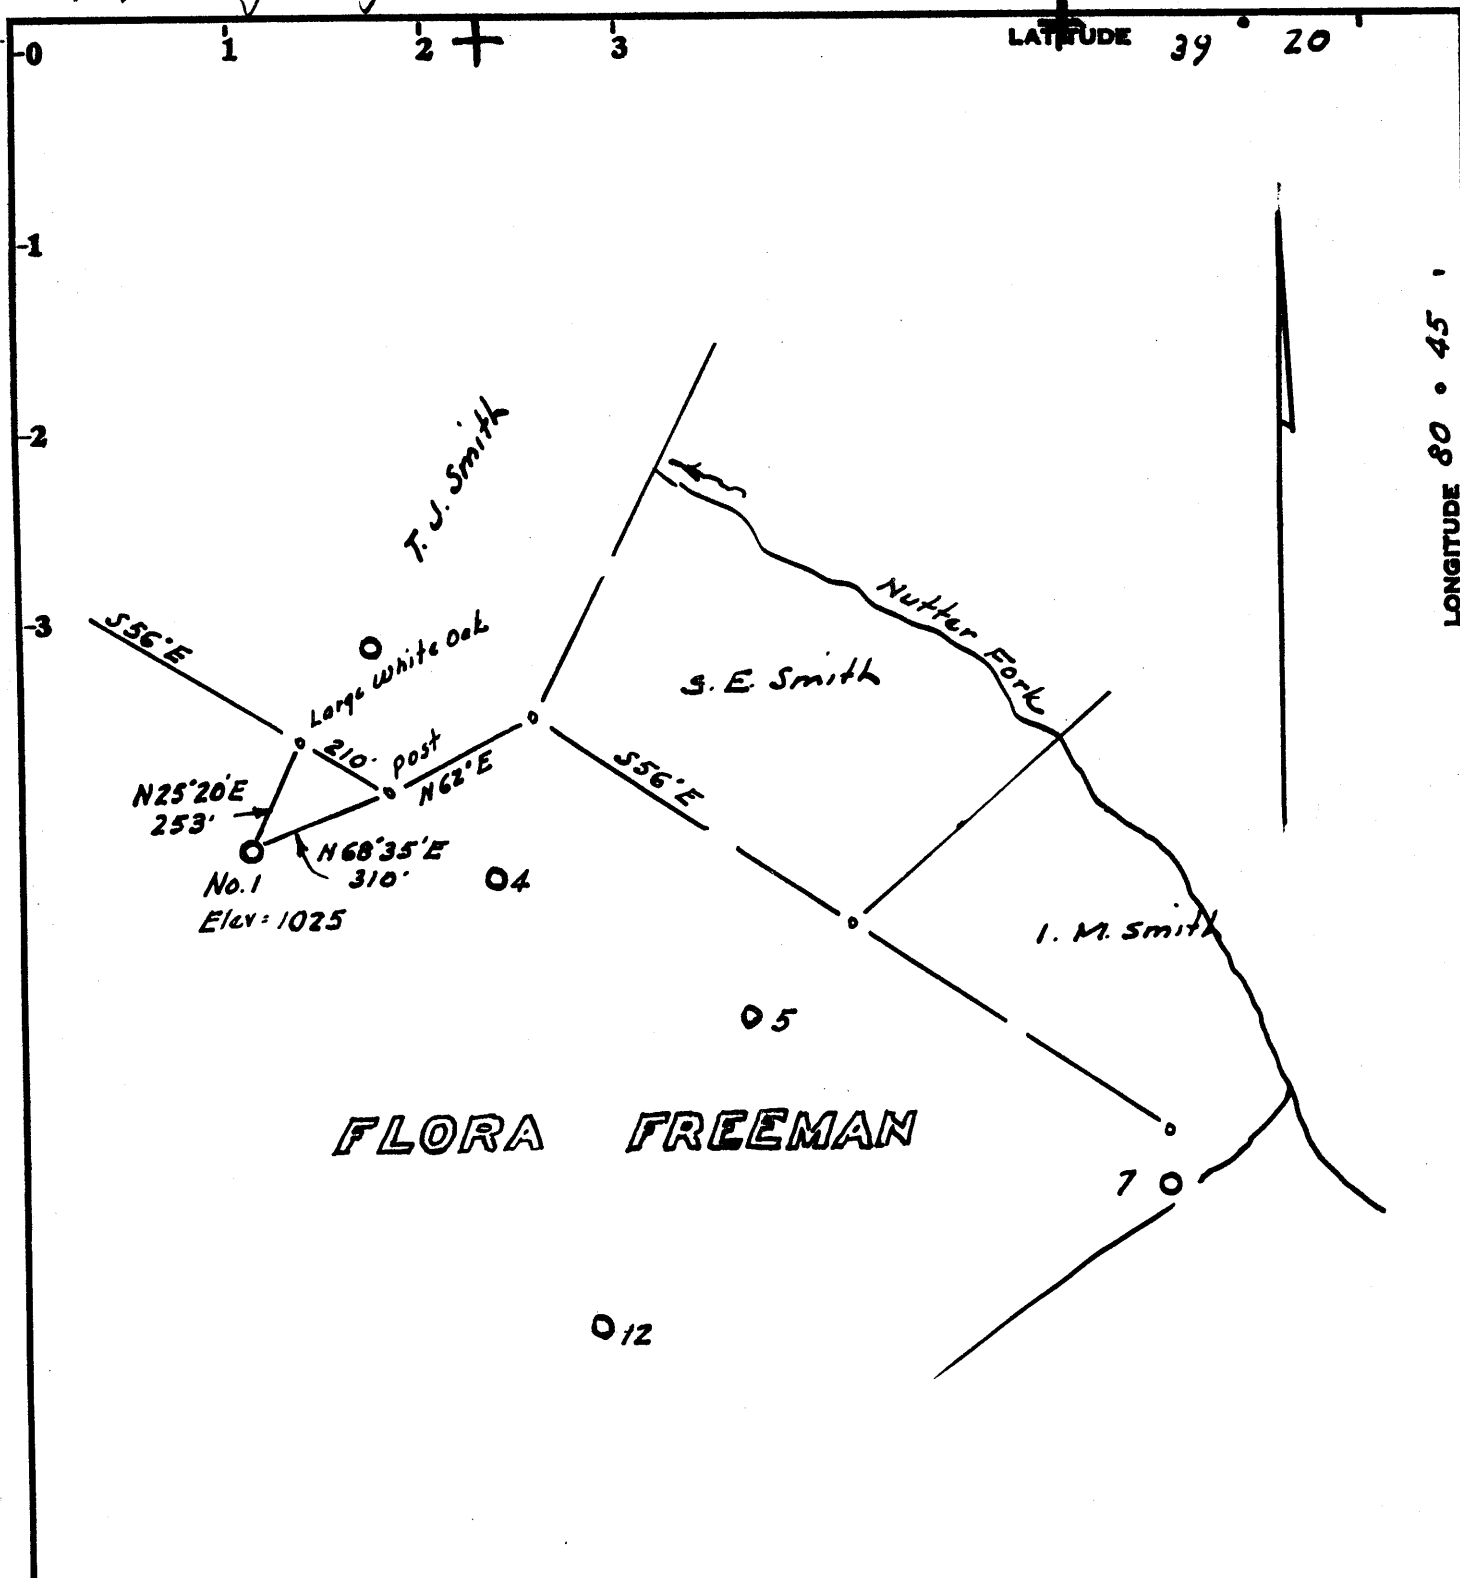 -0 1 2 3 LATITUDE 39 ° 20
-1
-2
-3
LONGITUDE 80 ° 45 '
T. J. Smith
S56°E
Large White Oak
Nutter Fork
S. E. Smith
210'
post
N62°E
S56°E
N25°20'E
253'
N68°35'E
310'
No. 1
Elev = 1025
4
I. M. Smith
5
FLORA FREEMAN
7
12